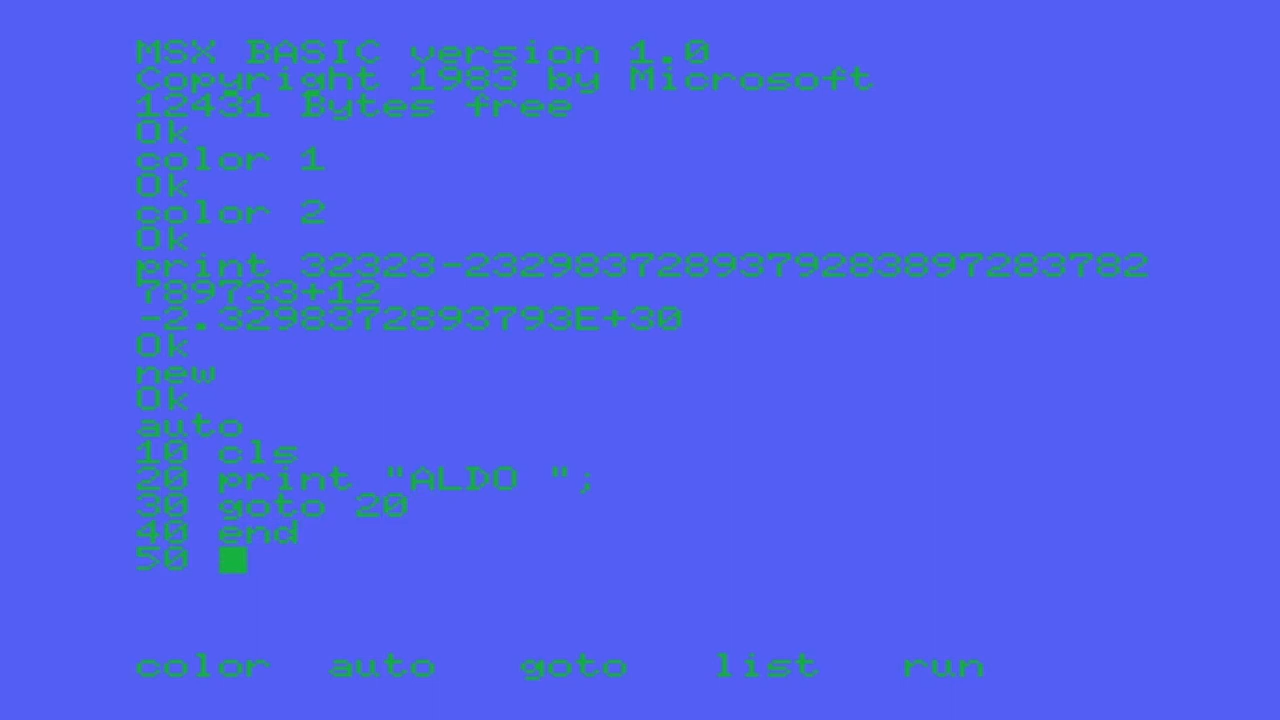 MSX BASIC version 1.0
Copyright 1983 by Microsoft
12431 Bytes free
Ok
color 1
Ok
color 2
Ok
print 32323-2329837289379283897283782
789733+12
-2.3298372893793E+30
Ok
new
Ok
auto
10 cls
20 print "ALDO ";
30 goto 20
40 end
50
color auto goto list run